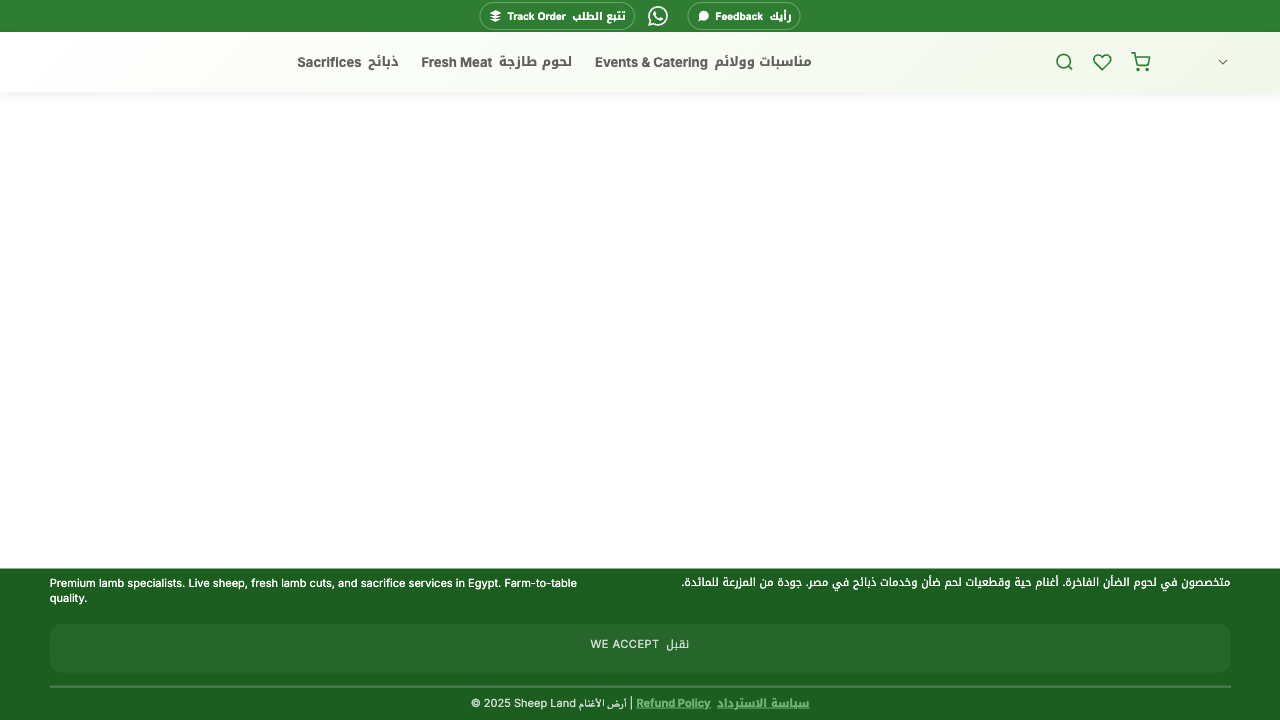 Track Order تتبع الطلب
Feedback رأيك
Sacrifices ذبائح
Fresh Meat لحوم طازجة
Events & Catering مناسبات وولائم
Premium lamb specialists. Live sheep, fresh lamb cuts, and sacrifice services in Egypt. Farm-to-table
quality.
متخصصون في لحوم الضأن الفاخرة. أغنام حية وقطعيات لحم ضأن وخدمات ذبائح في مصر. جودة من المزرعة للمائدة.
WE ACCEPT نقبل
© 2025 Sheep Land أرض الأغنام | Refund Policy سياسة الاسترداد